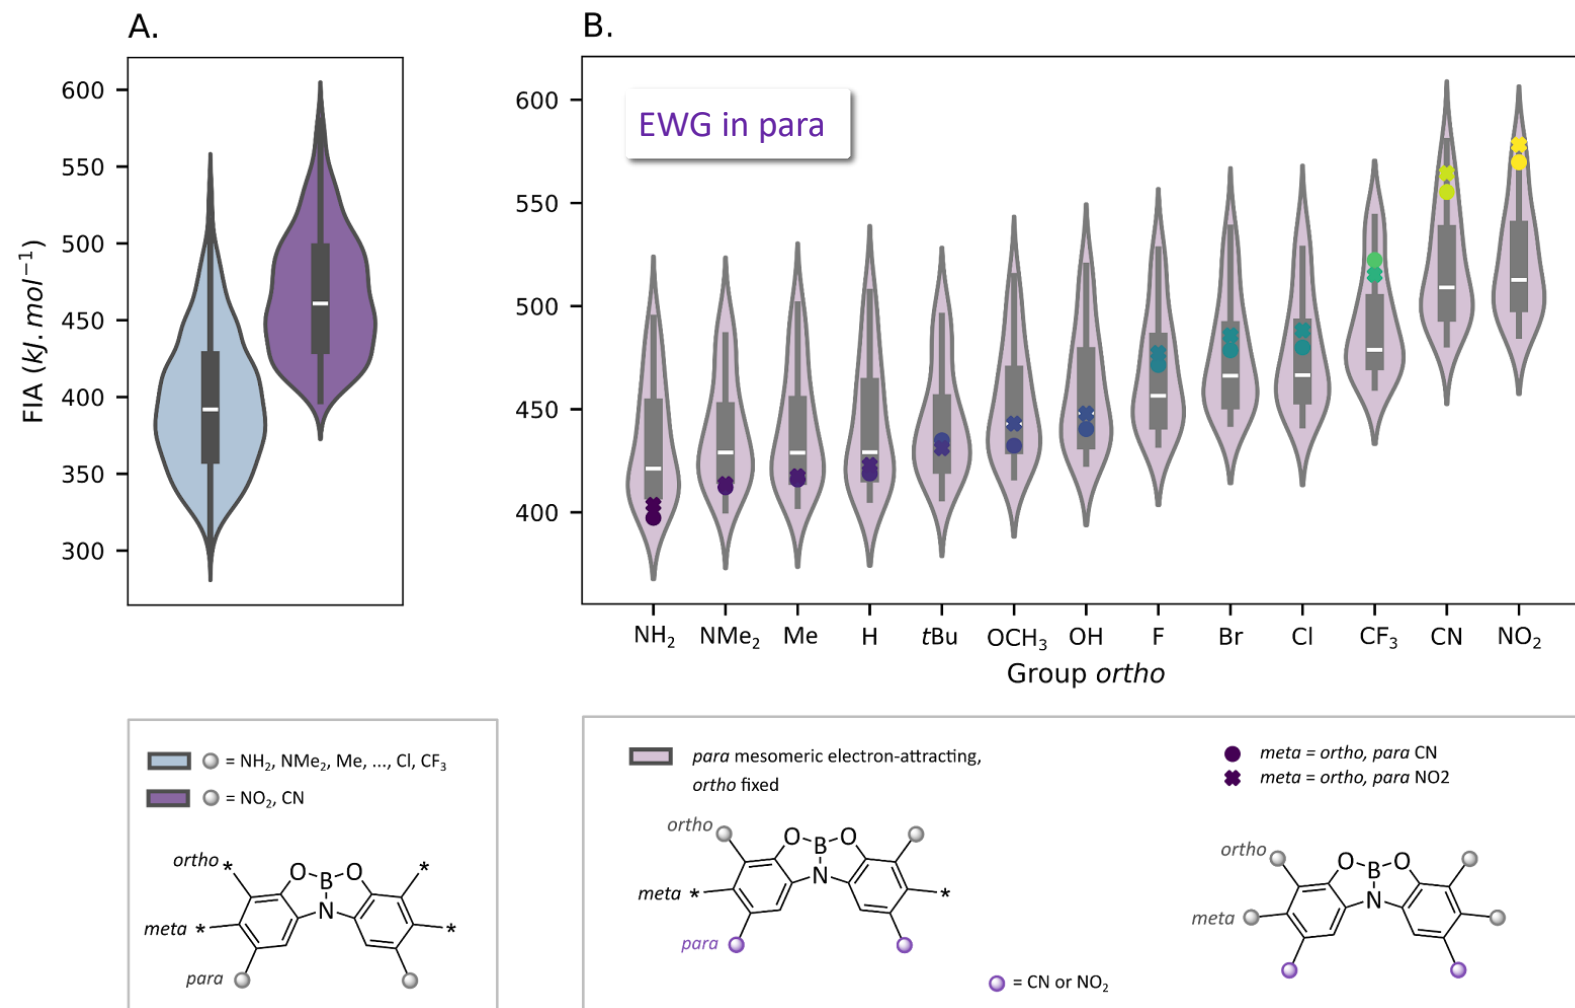 A.
B.
FIA (kJ. mol⁻¹)
600
550
500
450
400
350
300
600
550
500
450
400
EWG in para
NH₂ NMe₂ Me H tBu OCH₃ OH F Br Cl CF₃ CN NO₂
Group ortho
= NH₂, NMe₂, Me, ..., Cl, CF₃
= NO₂, CN
ortho * O B O *
meta * N *
para
para mesomeric electron-attracting,
ortho fixed
meta = ortho, para CN
meta = ortho, para NO2
ortho O B O
meta * N *
para
= CN or NO₂
ortho O B O
meta N